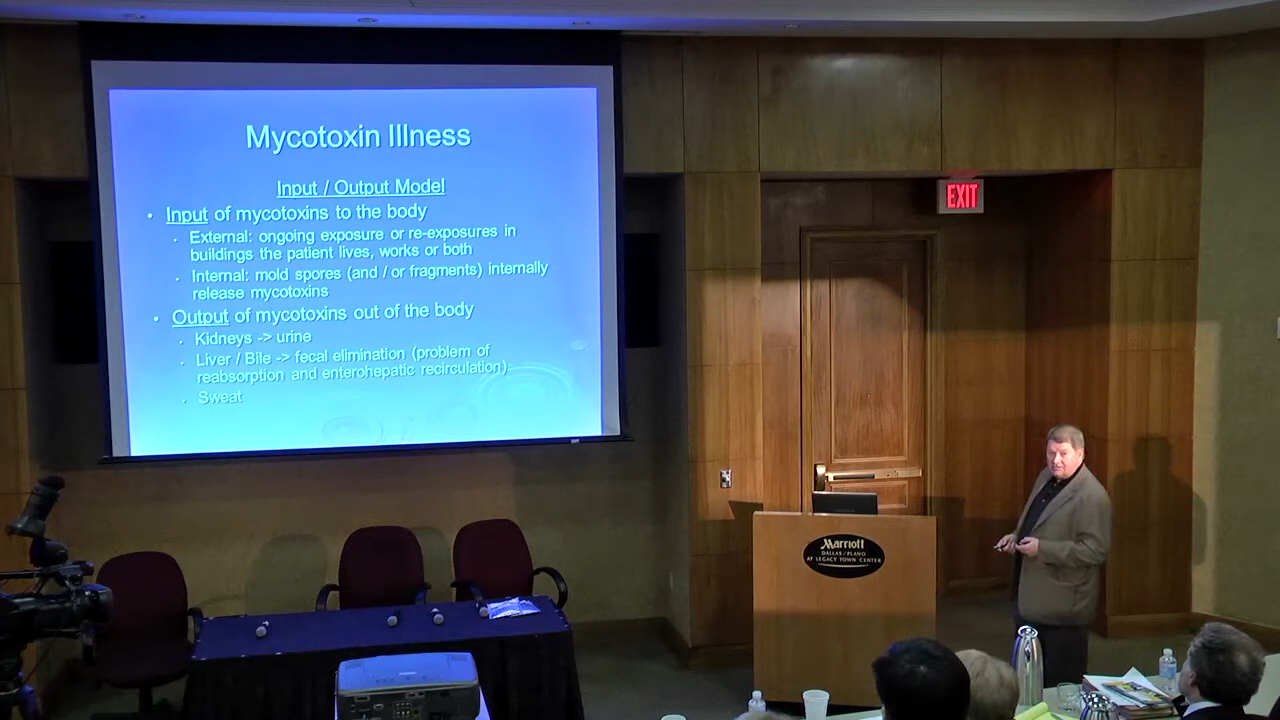 Mycotoxin Illness
Input / Output Model
• Input of mycotoxins to the body
• External: ongoing exposure or re-exposures in
buildings the patient lives, works or both
• Internal: mold spores (and / or fragments) internally
release mycotoxins
• Output of mycotoxins out of the body
• Kidneys -> urine
• Liver / Bile -> fecal elimination (problem of
reabsorption and enterohepatic recirculation)
• Sweat
EXIT
Marriott
DALLAS/PLANO
AT LEGACY TOWN CENTER